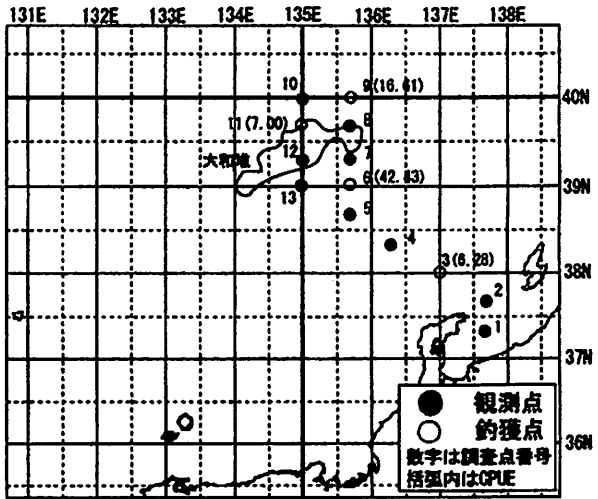 131E 132E 133E 134E 135E 136E 137E 138E
10 9(16.61) 40N
11(7.00) 8
大和堆 12 7
6(42.83)
13 39N
5
4
3(6.28) 38N
2
1
37N
● 観測点
○ 釣獲点
数字は調査点番号
括弧内はCPUE
36N